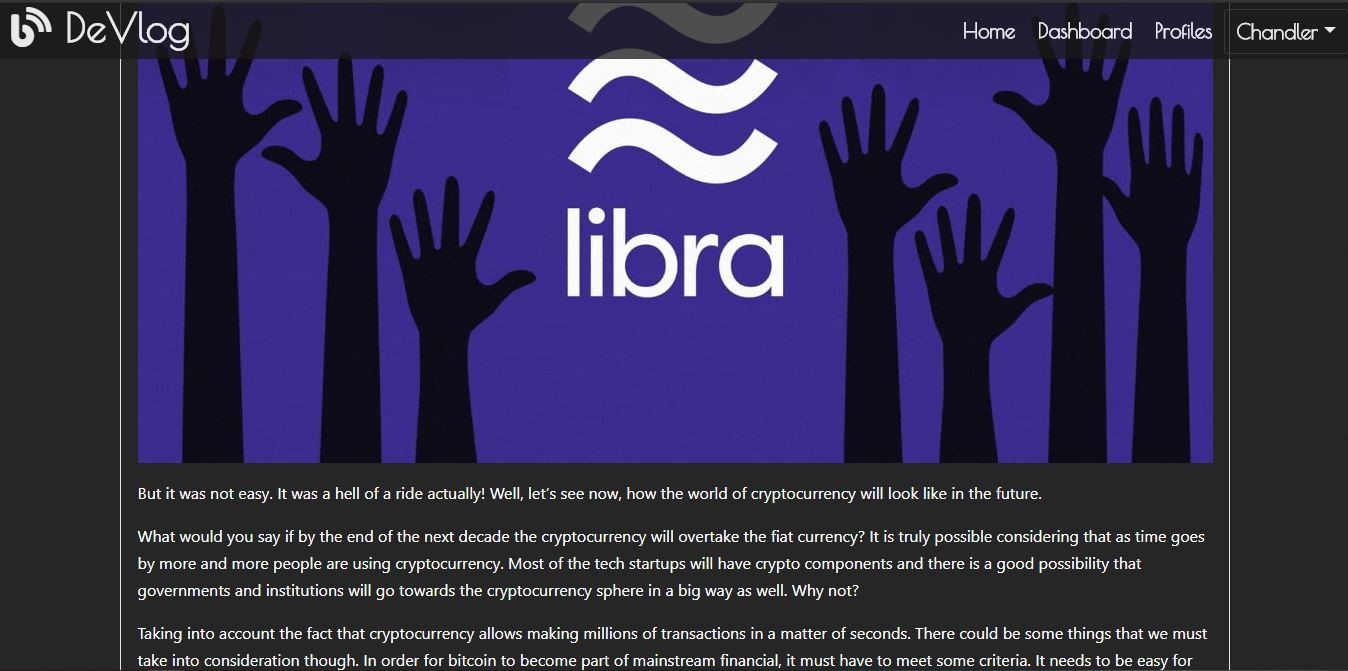 DeVlog
Home Dashboard Profiles Chandler
libra
But it was not easy. It was a hell of a ride actually! Well, let’s see now, how the world of cryptocurrency will look like in the future.
What would you say if by the end of the next decade the cryptocurrency will overtake the fiat currency? It is truly possible considering that as time goes
by more and more people are using cryptocurrency. Most of the tech startups will have crypto components and there is a good possibility that
governments and institutions will go towards the cryptocurrency sphere in a big way as well. Why not?
Taking into account the fact that cryptocurrency allows making millions of transactions in a matter of seconds. There could be some things that we must
take into consideration though. In order for bitcoin to become part of mainstream financial, it must have to meet some criteria. It needs to be easy for